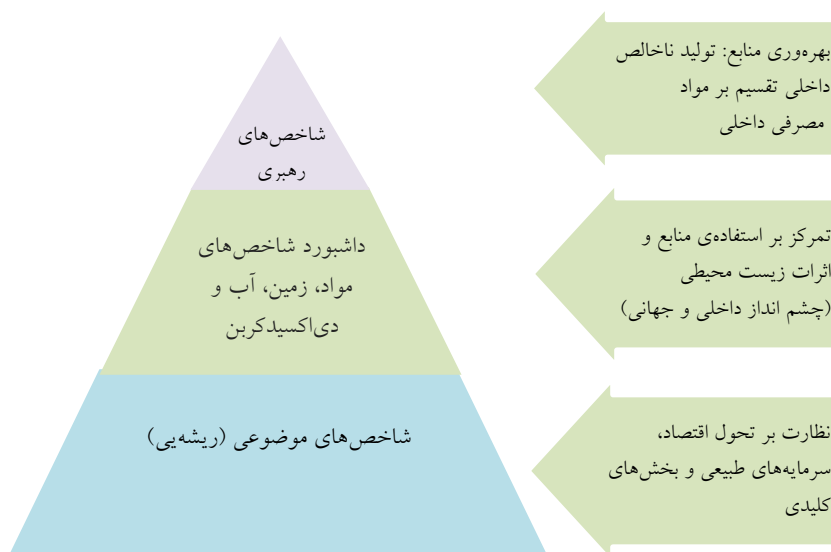 شاخص‌های
رهبری
بهره‌وری منابع: تولید ناخالص
داخلی تقسیم بر مواد
مصرفی داخلی
داشبورد شاخص‌های
مواد، زمین، آب و
دی‌اکسیدکربن
تمرکز بر استفاده‌ی منابع و
اثرات زیست محیطی
(چشم انداز داخلی و جهانی)
شاخص‌های موضوعی (ریشه‌یی)
نظارت بر تحول اقتصاد،
سرمایه‌های طبیعی و بخش‌های
کلیدی